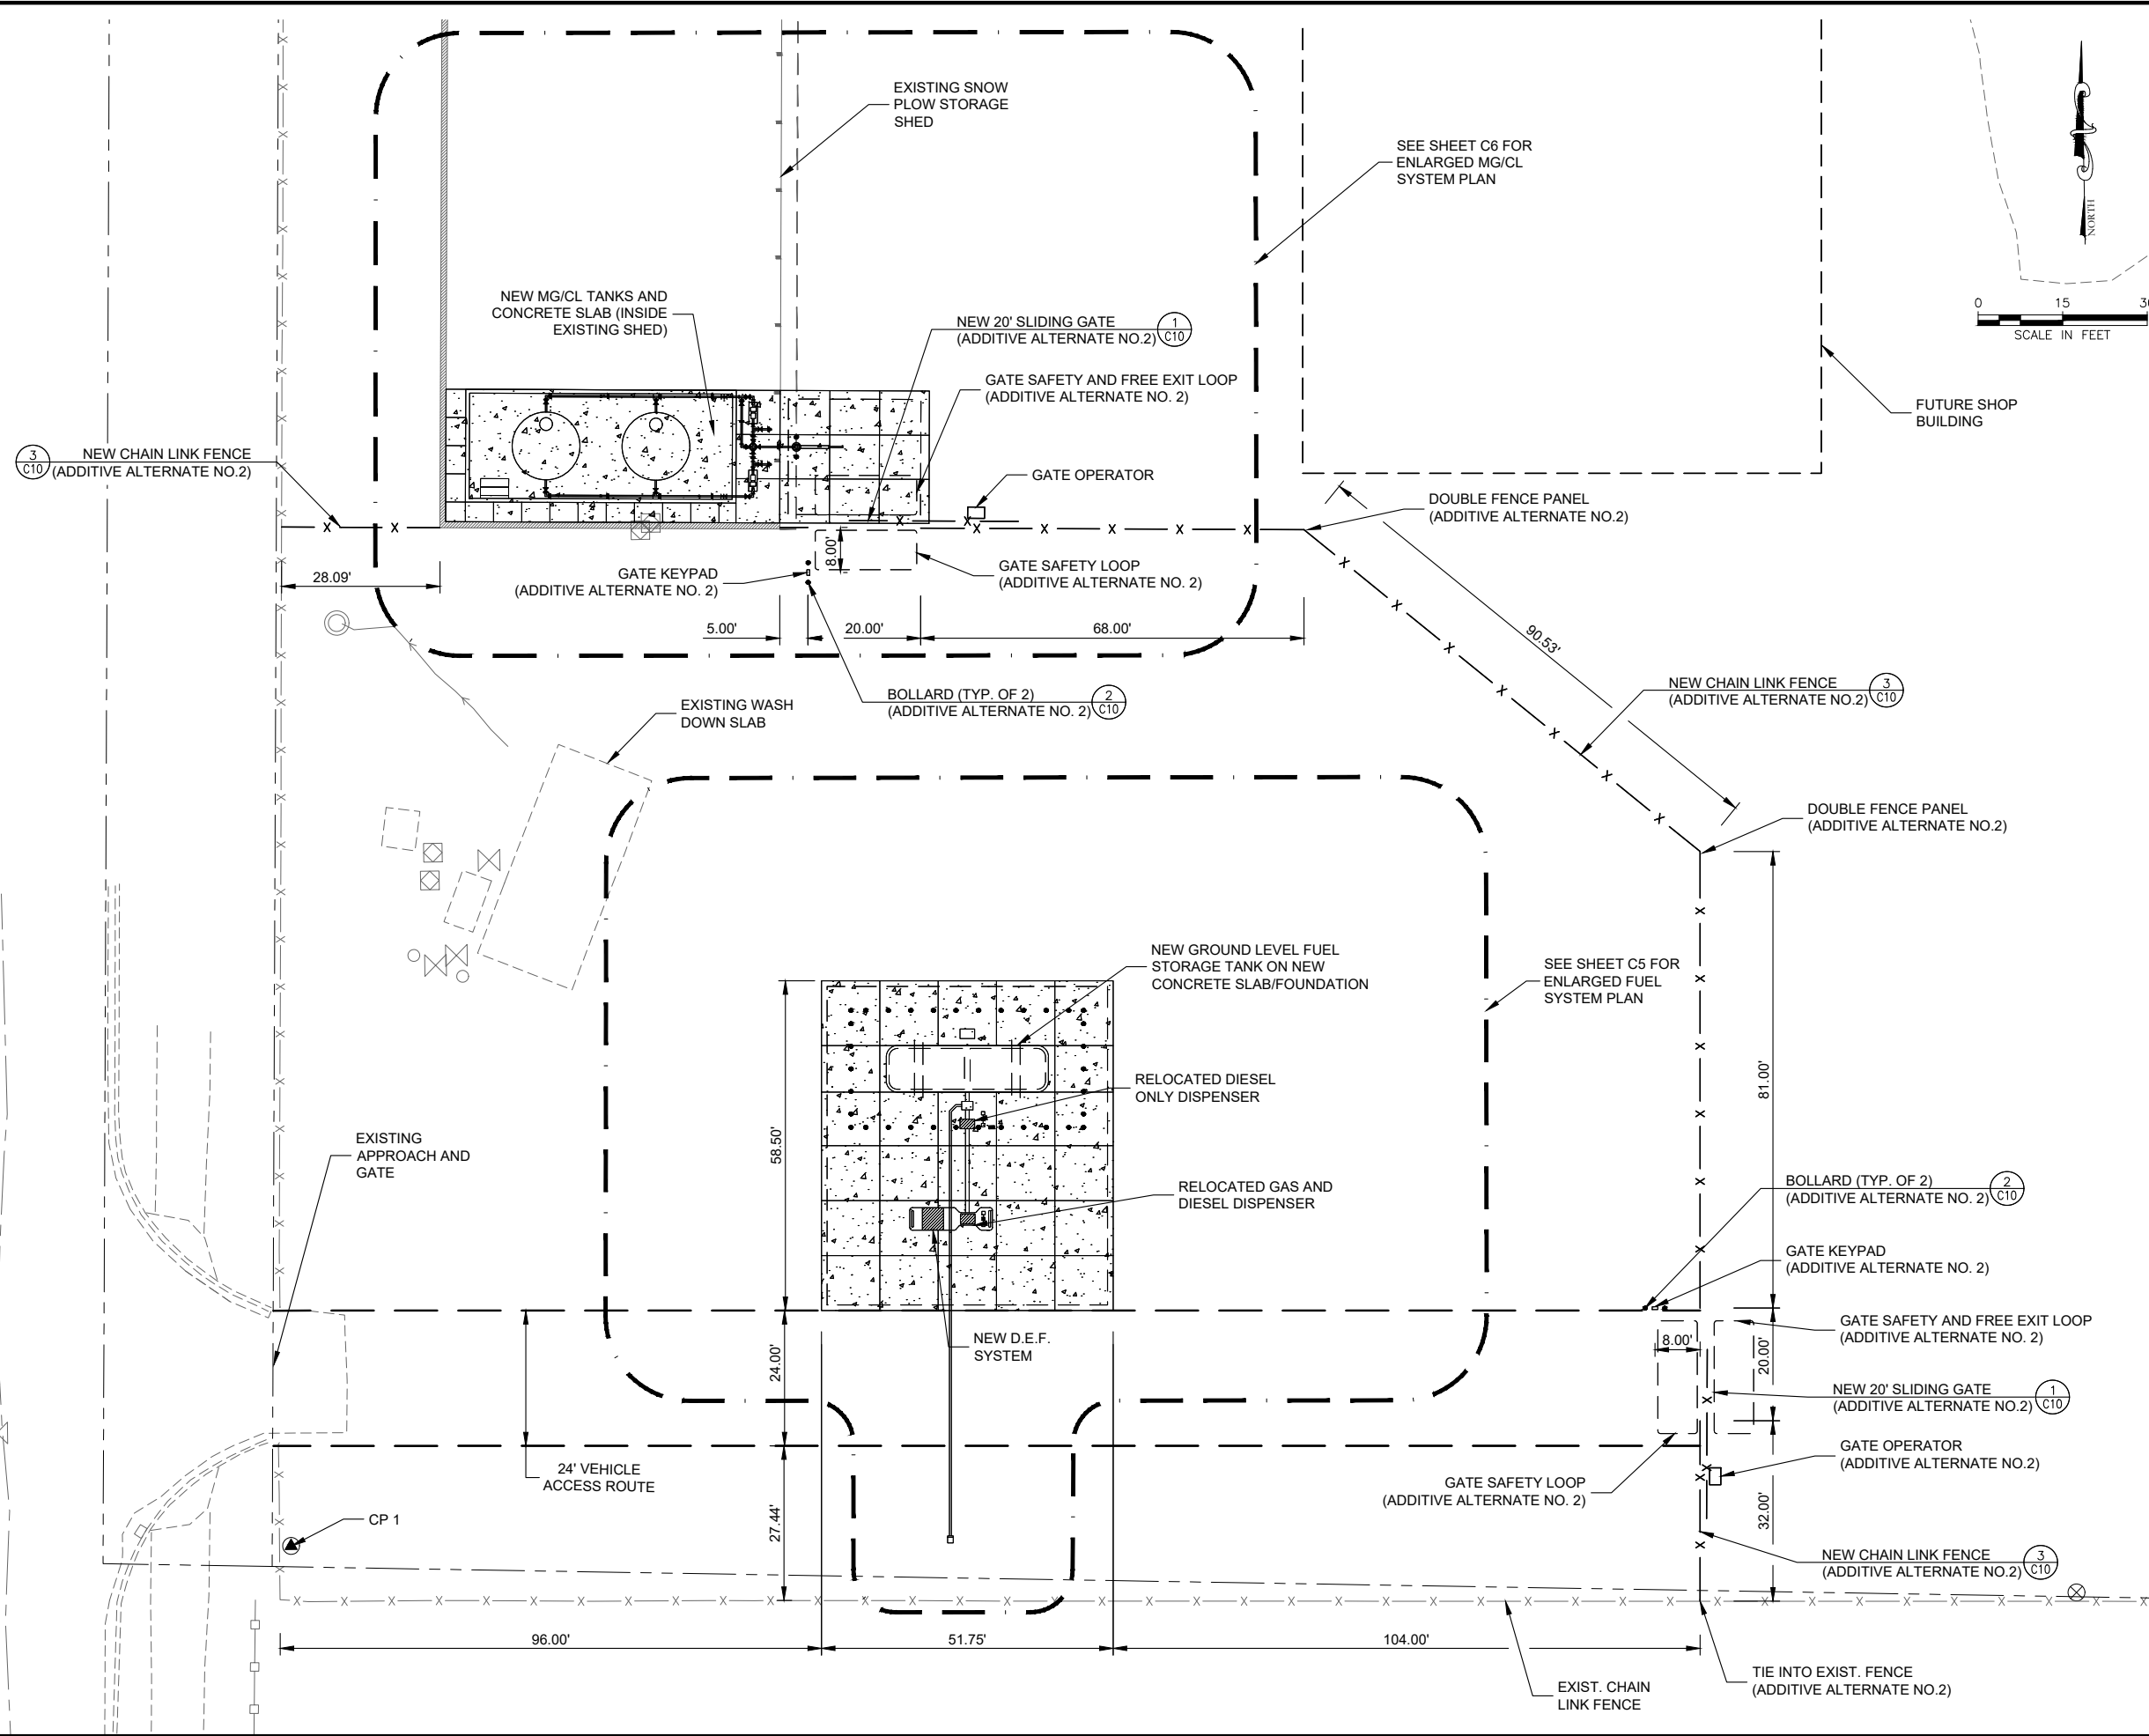 EXISTING SNOW
PLOW STORAGE
SHED
SEE SHEET C6 FOR
ENLARGED MG/CL
SYSTEM PLAN
NORTH
0 15 30
SCALE IN FEET
NEW MG/CL TANKS AND
CONCRETE SLAB (INSIDE
EXISTING SHED)
NEW 20' SLIDING GATE
(ADDITIVE ALTERNATE NO.2)
1
C10
GATE SAFETY AND FREE EXIT LOOP
(ADDITIVE ALTERNATE NO. 2)
FUTURE SHOP
BUILDING
3
C10
NEW CHAIN LINK FENCE
(ADDITIVE ALTERNATE NO.2)
GATE OPERATOR
DOUBLE FENCE PANEL
(ADDITIVE ALTERNATE NO.2)
28.09'
8.00'
GATE KEYPAD
(ADDITIVE ALTERNATE NO. 2)
GATE SAFETY LOOP
(ADDITIVE ALTERNATE NO. 2)
5.00'
20.00'
68.00'
90.53'
BOLLARD (TYP. OF 2)
(ADDITIVE ALTERNATE NO. 2)
2
C10
NEW CHAIN LINK FENCE
(ADDITIVE ALTERNATE NO.2)
3
C10
EXISTING WASH
DOWN SLAB
DOUBLE FENCE PANEL
(ADDITIVE ALTERNATE NO.2)
NEW GROUND LEVEL FUEL
STORAGE TANK ON NEW
CONCRETE SLAB/FOUNDATION
SEE SHEET C5 FOR
ENLARGED FUEL
SYSTEM PLAN
81.00'
RELOCATED DIESEL
ONLY DISPENSER
58.50'
EXISTING
APPROACH AND
GATE
RELOCATED GAS AND
DIESEL DISPENSER
BOLLARD (TYP. OF 2)
(ADDITIVE ALTERNATE NO. 2)
2
C10
GATE KEYPAD
(ADDITIVE ALTERNATE NO. 2)
GATE SAFETY AND FREE EXIT LOOP
(ADDITIVE ALTERNATE NO. 2)
8.00'
20.00'
NEW D.E.F.
SYSTEM
24.00'
NEW 20' SLIDING GATE
(ADDITIVE ALTERNATE NO.2)
1
C10
GATE OPERATOR
(ADDITIVE ALTERNATE NO.2)
24' VEHICLE
ACCESS ROUTE
GATE SAFETY LOOP
(ADDITIVE ALTERNATE NO. 2)
CP 1
27.44'
32.00'
NEW CHAIN LINK FENCE
(ADDITIVE ALTERNATE NO.2)
3
C10
96.00'
51.75'
104.00'
EXIST. CHAIN
LINK FENCE
TIE INTO EXIST. FENCE
(ADDITIVE ALTERNATE NO.2)